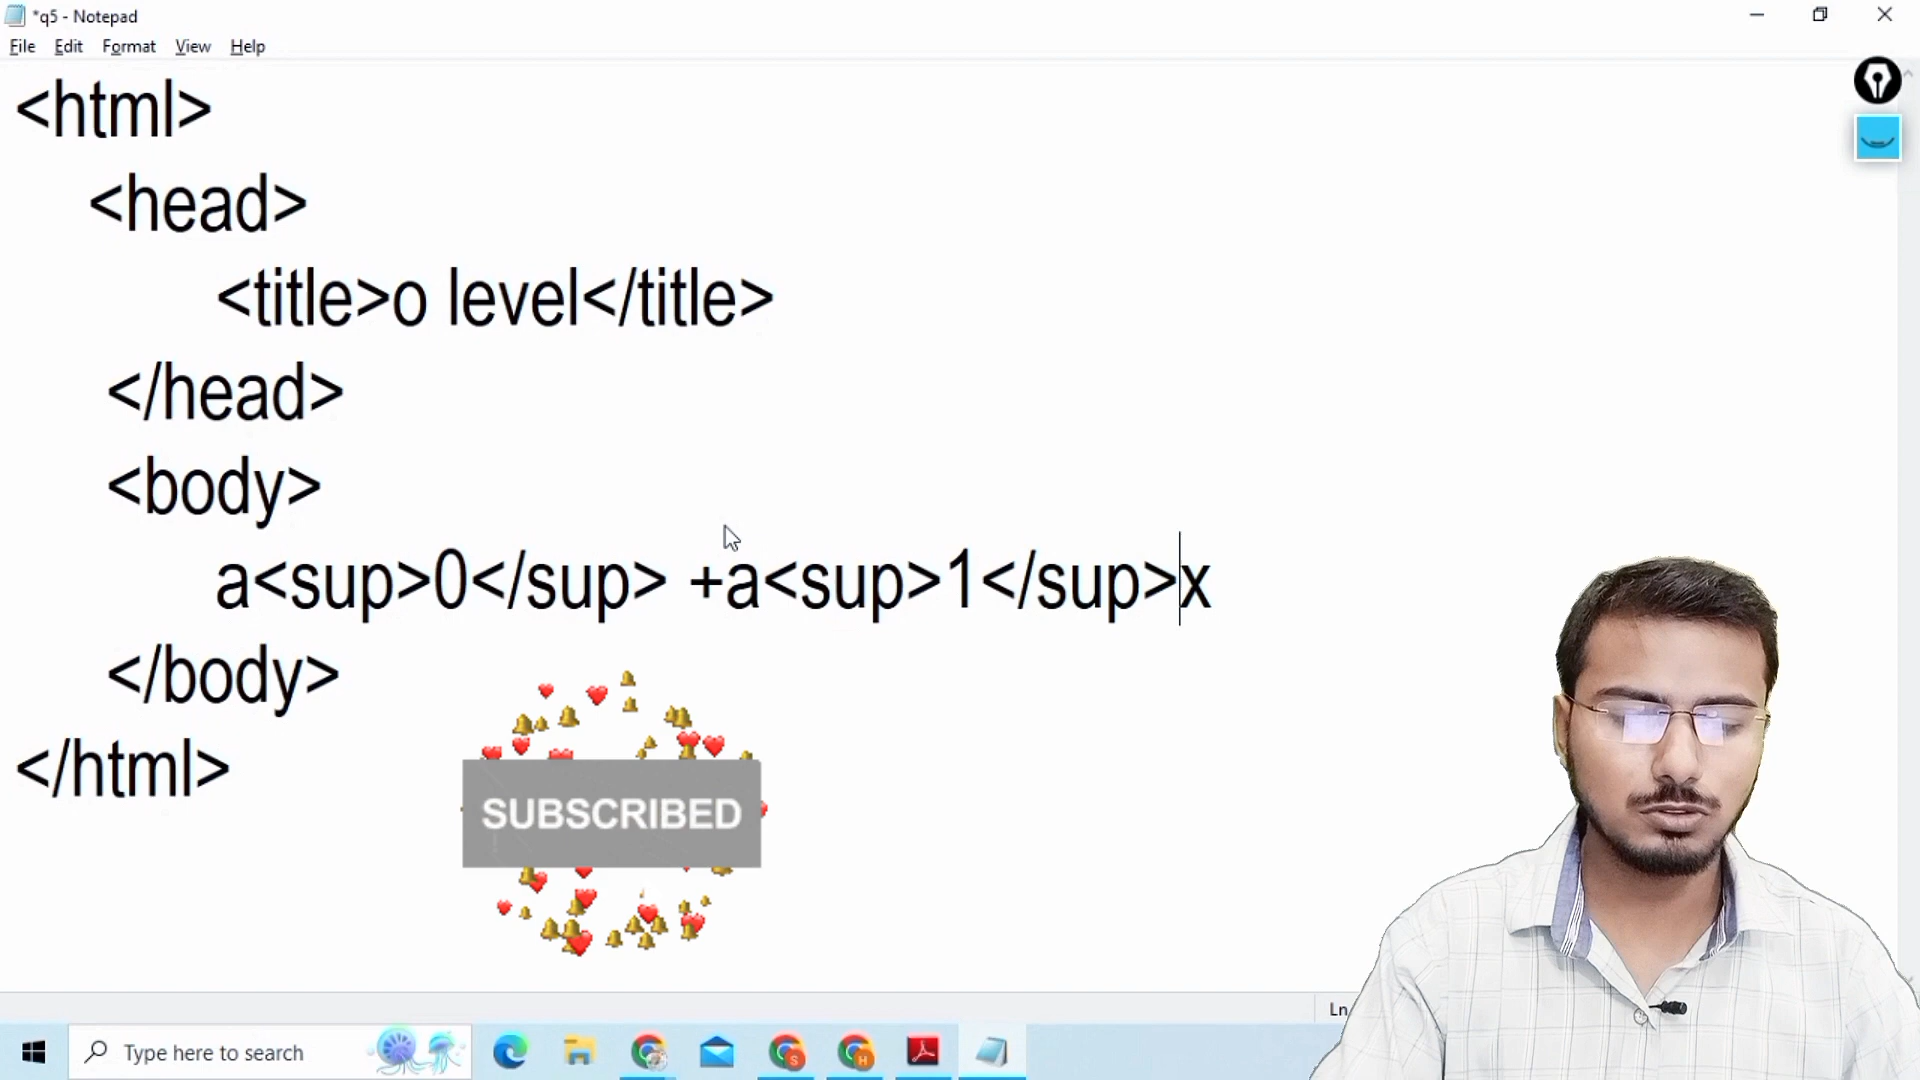 *q5 - Notepad
File Edit Format View Help
<html>
<head>
<title>o level</title>
</head>
<body>
a<sup>0</sup> +a<sup>1</sup>x
</body>
</html>
SUBSCRIBED
Ln
Type here to search
S
H